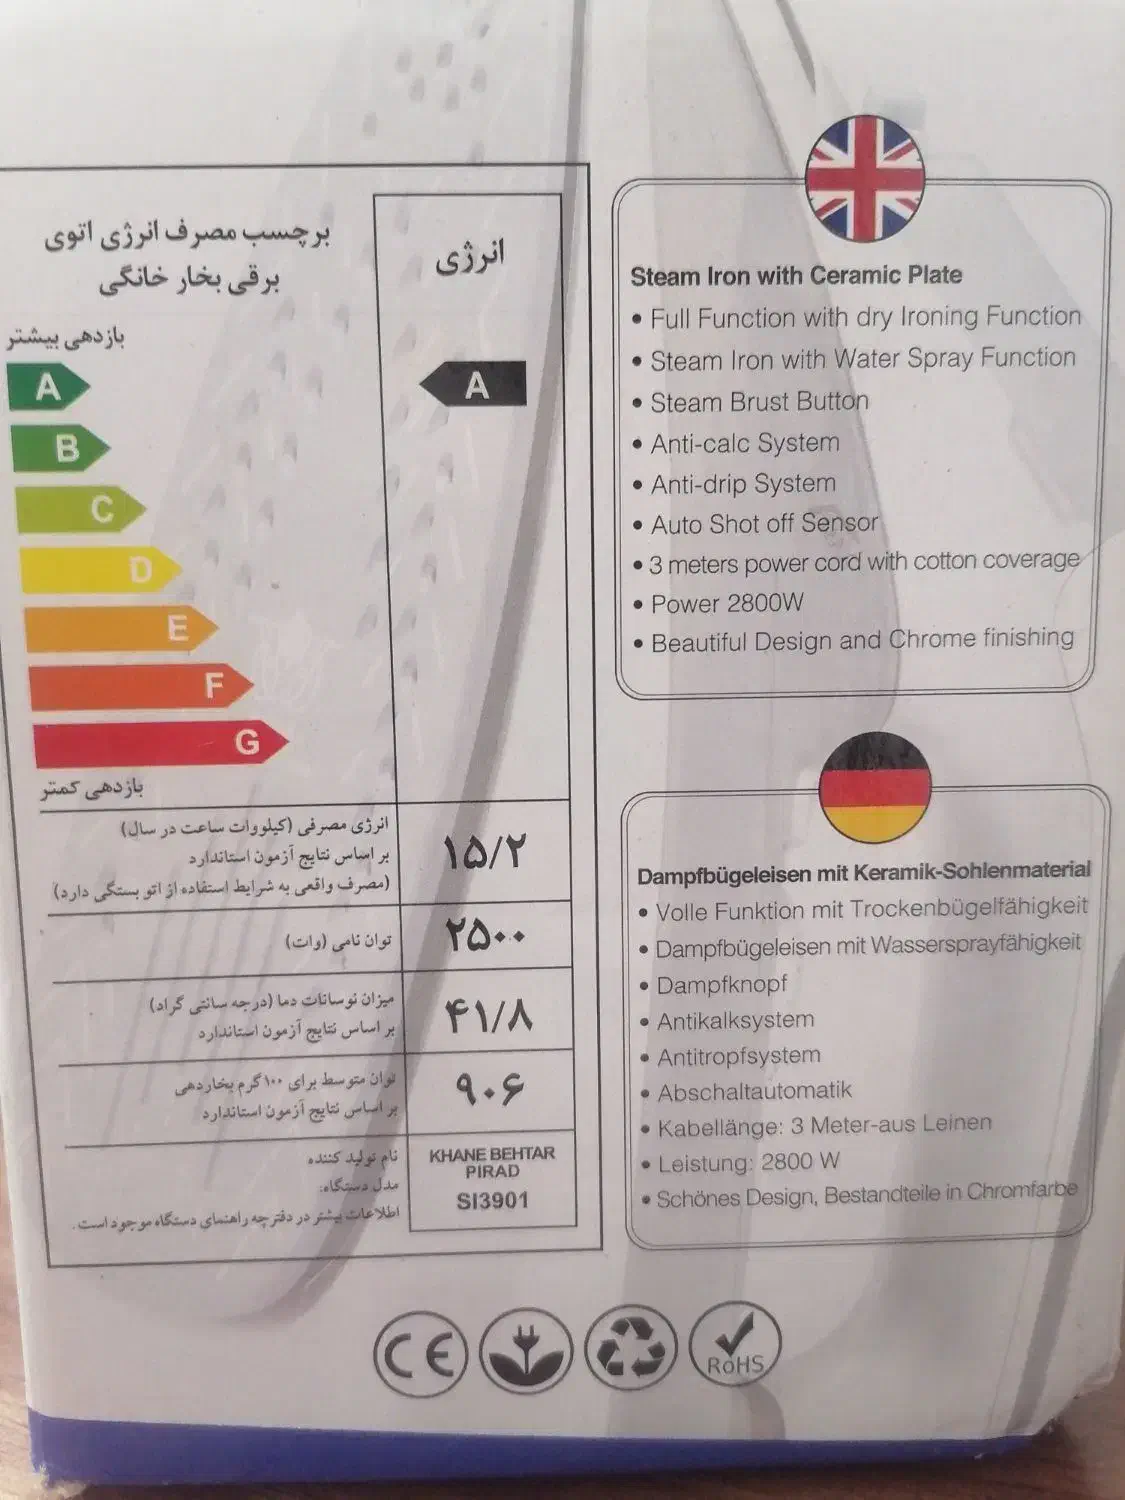 برچسب مصرف انرژی اتوی
برقی بخار خانگی
انرژی
بازدهی بیشتر
A
A
B
C
D
E
F
G
بازدهی کمتر
انرژی مصرفی (کیلووات ساعت در سال)
بر اساس نتایج آزمون استاندارد
(مصرف واقعی به شرایط استفاده از اتو بستگی دارد)
۱۵/۲
توان نامی (وات)
۲۵۰۰
میزان نوسانات دما (درجه سانتی گراد)
بر اساس نتایج آزمون استاندارد
۴۱/۸
توان متوسط برای ۱۰۰ گرم بخاردهی
بر اساس نتایج آزمون استاندارد
۹۰۶
نام تولید کننده
مدل دستگاه:
اطلاعات بیشتر در دفترچه راهنمای دستگاه موجود است.
KHANE BEHTAR
PIRAD
SI3901
Steam Iron with Ceramic Plate
• Full Function with dry Ironing Function
• Steam Iron with Water Spray Function
• Steam Brust Button
• Anti-calc System
• Anti-drip System
• Auto Shot off Sensor
• 3 meters power cord with cotton coverage
• Power 2800W
• Beautiful Design and Chrome finishing
Dampfbügeleisen mit Keramik-Sohlenmaterial
• Volle Funktion mit Trockenbügelfähigkeit
• Dampfbügeleisen mit Wassersprayfähigkeit
• Dampfknopf
• Antikalksystem
• Antitropfsystem
• Abschaltautomatik
• Kabellänge: 3 Meter-aus Leinen
• Leistung: 2800 W
• Schönes Design, Bestandteile in Chromfarbe
CE
RoHS